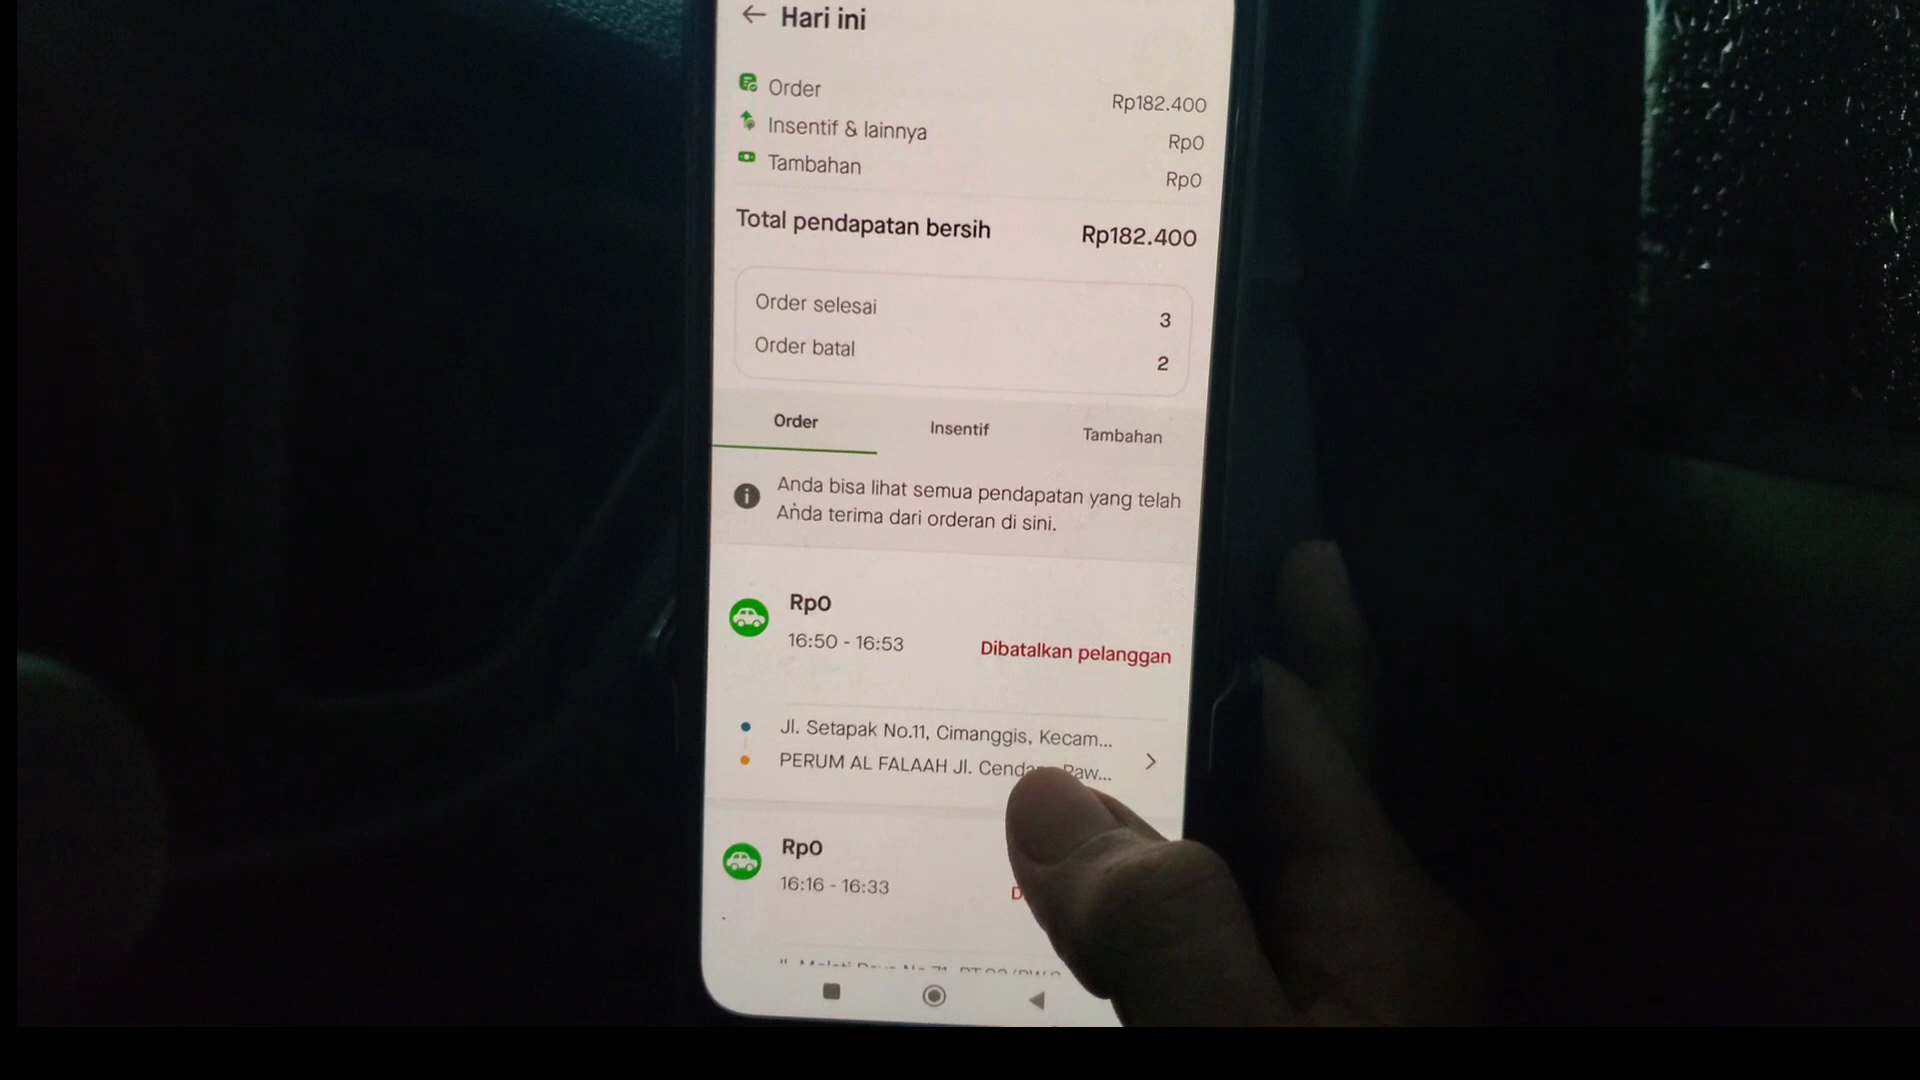 Hari ini
Order Rp182.400
Insentif & lainnya Rp0
Tambahan Rp0
Total pendapatan bersih Rp182.400
Order selesai 3
Order batal 2
Order Insentif Tambahan
Anda bisa lihat semua pendapatan yang telah
Anda terima dari orderan di sini.
Rp0
16:50 - 16:53 Dibatalkan pelanggan
Jl. Setapak No.11, Cimanggis, Kecam...
PERUM AL FALAAH Jl.
Rp0
16:16 - 16:33